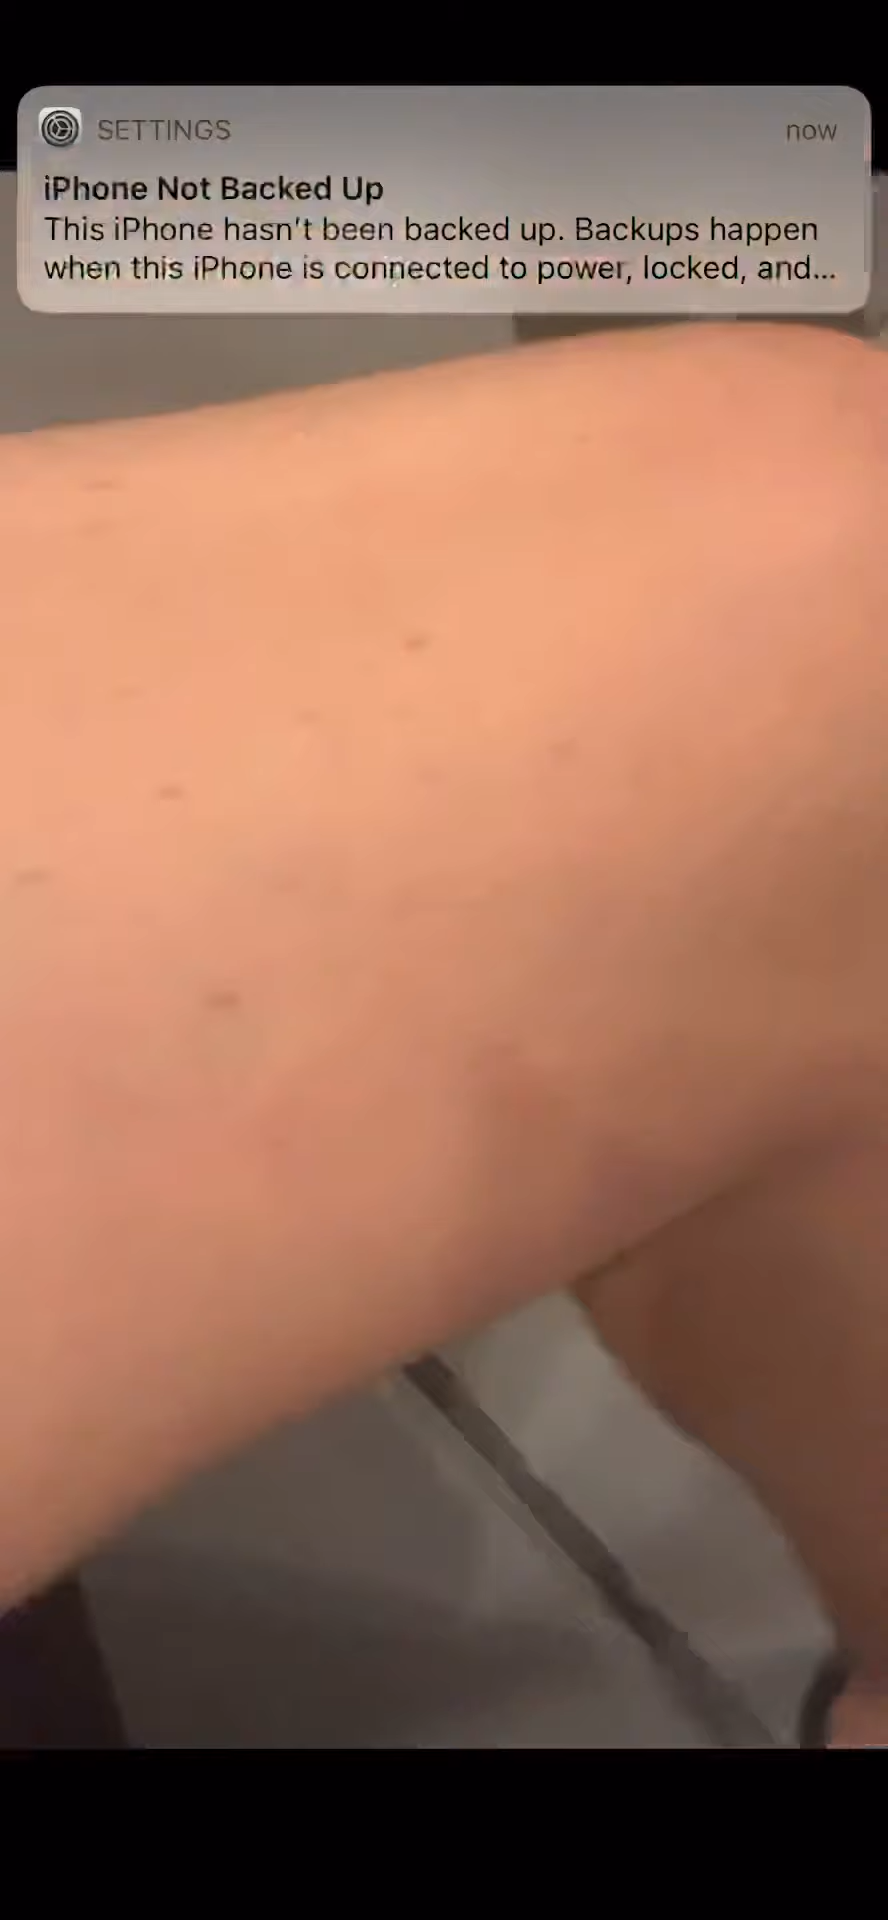 SETTINGS
now
iPhone Not Backed Up
This iPhone hasn't been backed up. Backups happen
when this iPhone is connected to power, locked, and...